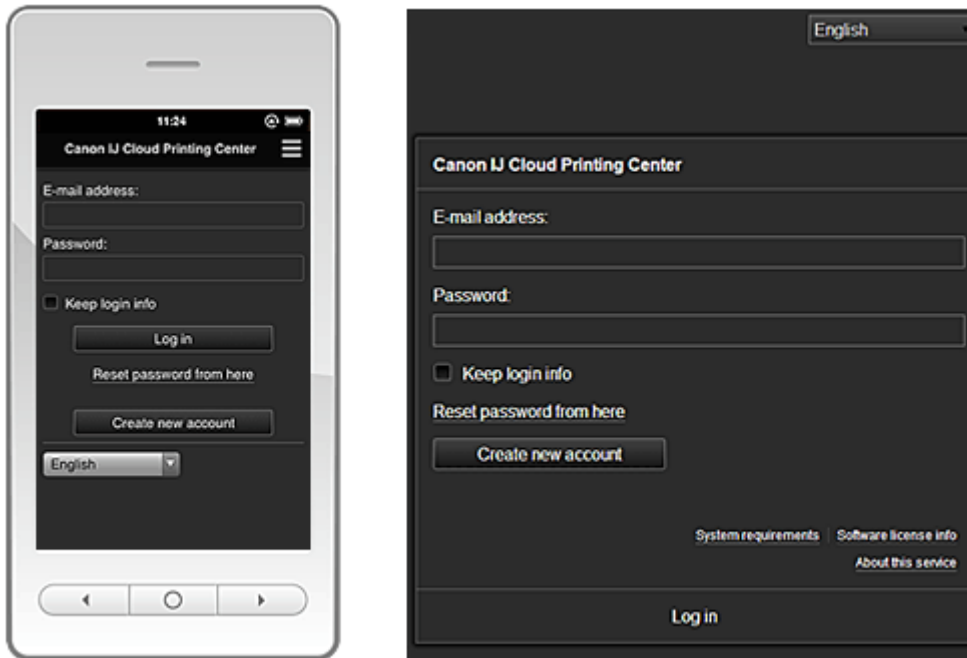 11:24
Canon IJ Cloud Printing Center
E-mail address:
Password:
Keep login info
Log in
Reset password from here
Create new account
English
English
Canon IJ Cloud Printing Center
E-mail address:
Password:
Keep login info
Reset password from here
Create new account
System requirements
Software license info
About this service
Log in